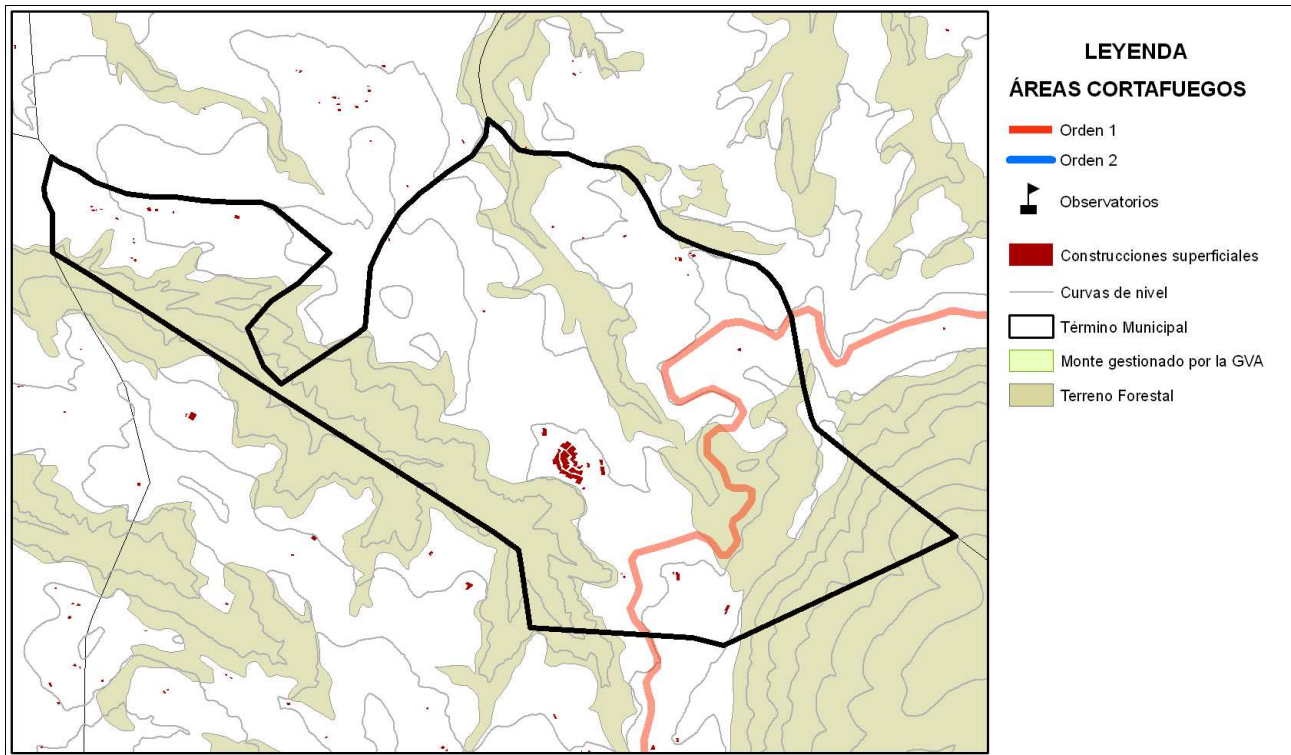 LEYENDA
ÁREAS CORTAFUEGOS
Orden 1
Orden 2
Observatorios
Construcciones superficiales
Curvas de nivel
Término Municipal
Monte gestionado por la GVA
Terreno Forestal